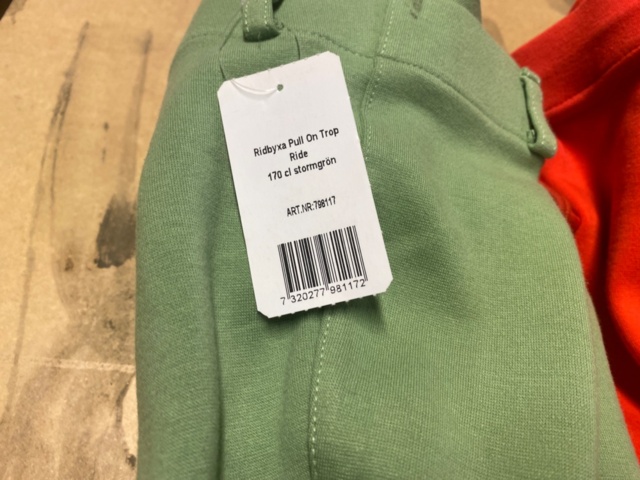 Ridbyxa Pull On Trop
Ride
170 cl stormgrön
ART.NR:798117
7 320277 981172